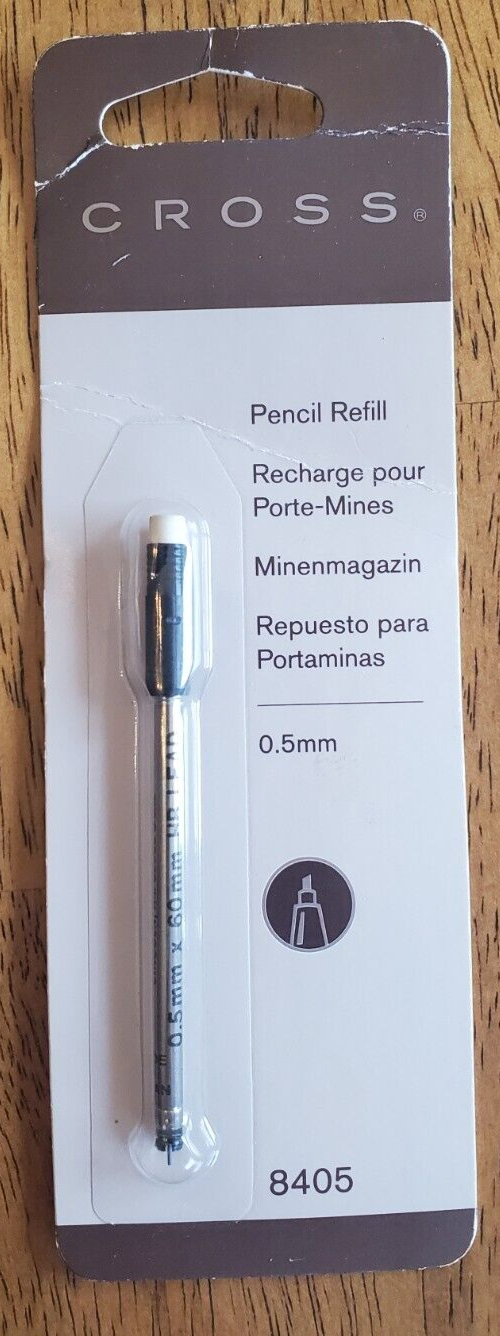 CROSS®
Pencil Refill
Recharge pour
Porte-Mines
Minenmagazin
Repuesto para
Portaminas
0.5mm
0.5mm x 60mm HB LEAD
8405